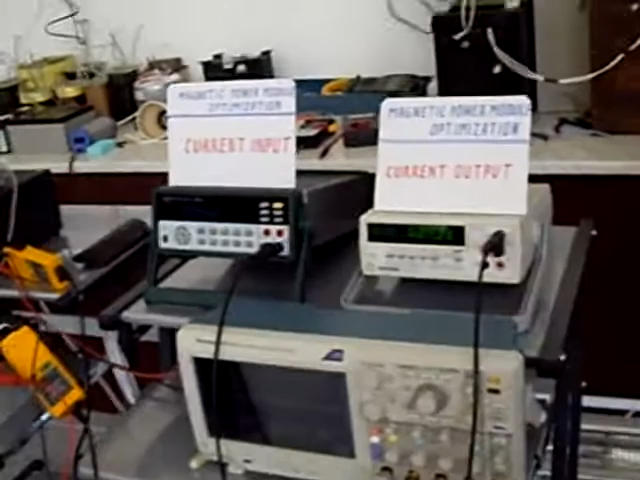 MAGNETIC POWER MODULE
OPTIMIZATION
CURRENT INPUT
MAGNETIC POWER MODULE
OPTIMIZATION
CURRENT OUTPUT